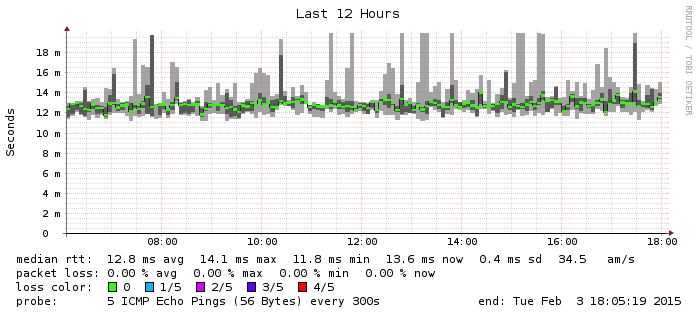 Last 12 Hours
RRDTOOL / TOBI OETIKER
Seconds
18 m
16 m
14 m
12 m
10 m
8 m
6 m
4 m
2 m
0
08:00 10:00 12:00 14:00 16:00 18:00
median rtt: 12.8 ms avg 14.1 ms max 11.8 ms min 13.6 ms now 0.4 ms sd 34.5 am/s
packet loss: 0.00 % avg 0.00 % max 0.00 % min 0.00 % now
loss color: 0 1/5 2/5 3/5 4/5
probe: 5 ICMP Echo Pings (56 Bytes) every 300s end: Tue Feb 3 18:05:19 2015